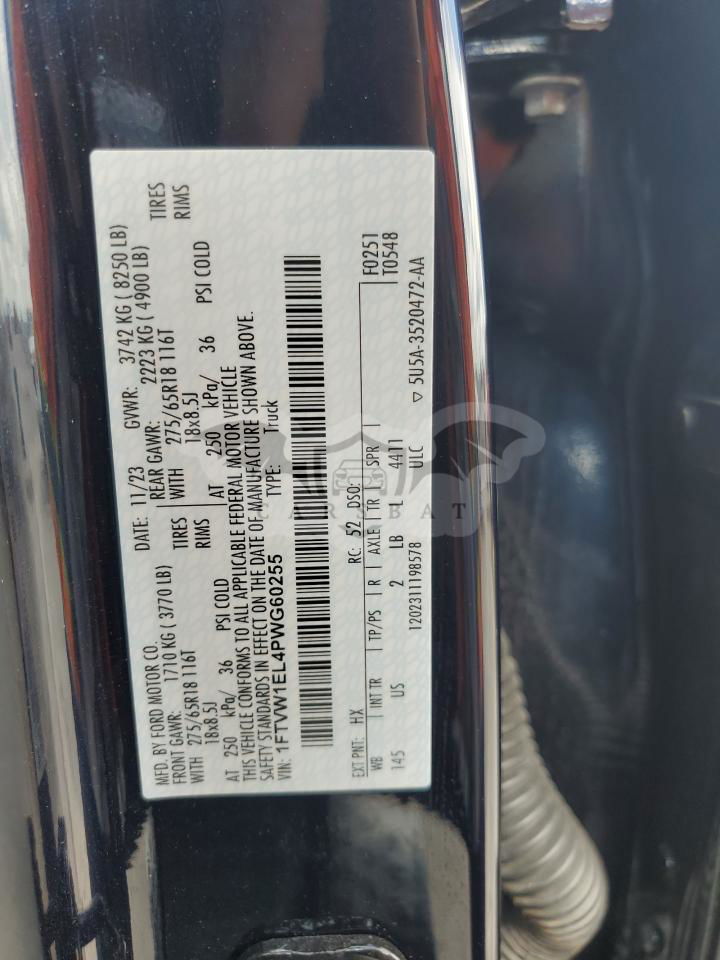 MFD. BY FORD MOTOR CO.
DATE: 11/23
GVWR: 3742 KG ( 8250 LB)
FRONT GAWR: 1710 KG ( 3770 LB)
REAR GAWR: 2223 KG ( 4900 LB)
WITH 275/65R18 116T TIRES
WITH 275/65R18 116T TIRES
18x8.5J RIMS
18x8.5J RIMS
AT 250 kPa/ 36 PSI COLD
AT 250 kPa/ 36 PSI COLD
THIS VEHICLE CONFORMS TO ALL APPLICABLE FEDERAL MOTOR VEHICLE
SAFETY STANDARDS IN EFFECT ON THE DATE OF MANUFACTURE SHOWN ABOVE.
VIN: 1FTVW1EL4PWG60255
TYPE: Truck
EXT PNT: HX RC: 52 DSO: F0251
WB INT TR TP/PS R AXLE TR SPR T0548
145 US 2 LB L 4411
1202311198578 ULC ▽ 5U5A-3520472-AA
CARSBAT